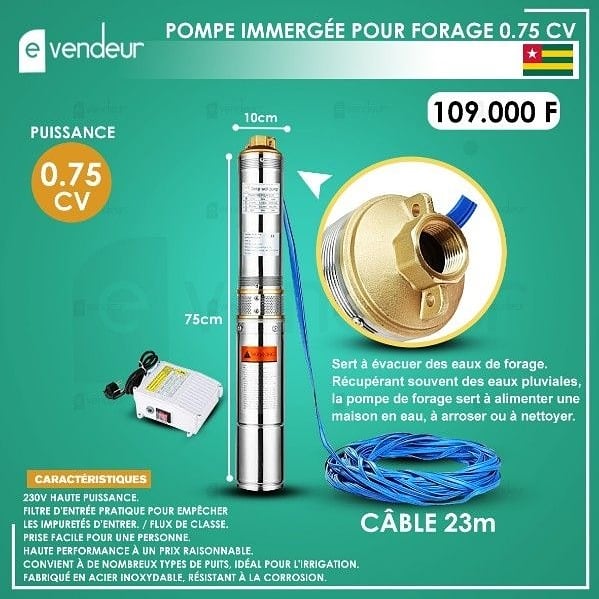 e vendeur
POMPE IMMERGÉE POUR FORAGE 0.75 CV
109.000 F
PUISSANCE
0.75
CV
10cm
75cm
Sert à évacuer des eaux de forage.
Récupérant souvent des eaux pluviales,
la pompe de forage sert à alimenter une
maison en eau, à arroser ou à nettoyer.
CÂBLE 23m
CARACTÉRISTIQUES
230V HAUTE PUISSANCE.
FILTRE D'ENTRÉE PRATIQUE POUR EMPÊCHER
LES IMPURETÉS D'ENTRER. / FLUX DE CLASSE.
PRISE FACILE POUR UNE PERSONNE.
HAUTE PERFORMANCE À UN PRIX RAISONNABLE.
CONVIENT À DE NOMBREUX TYPES DE PUITS, IDÉAL POUR L'IRRIGATION.
FABRIQUÉ EN ACIER INOXYDABLE, RÉSISTANT À LA CORROSION.